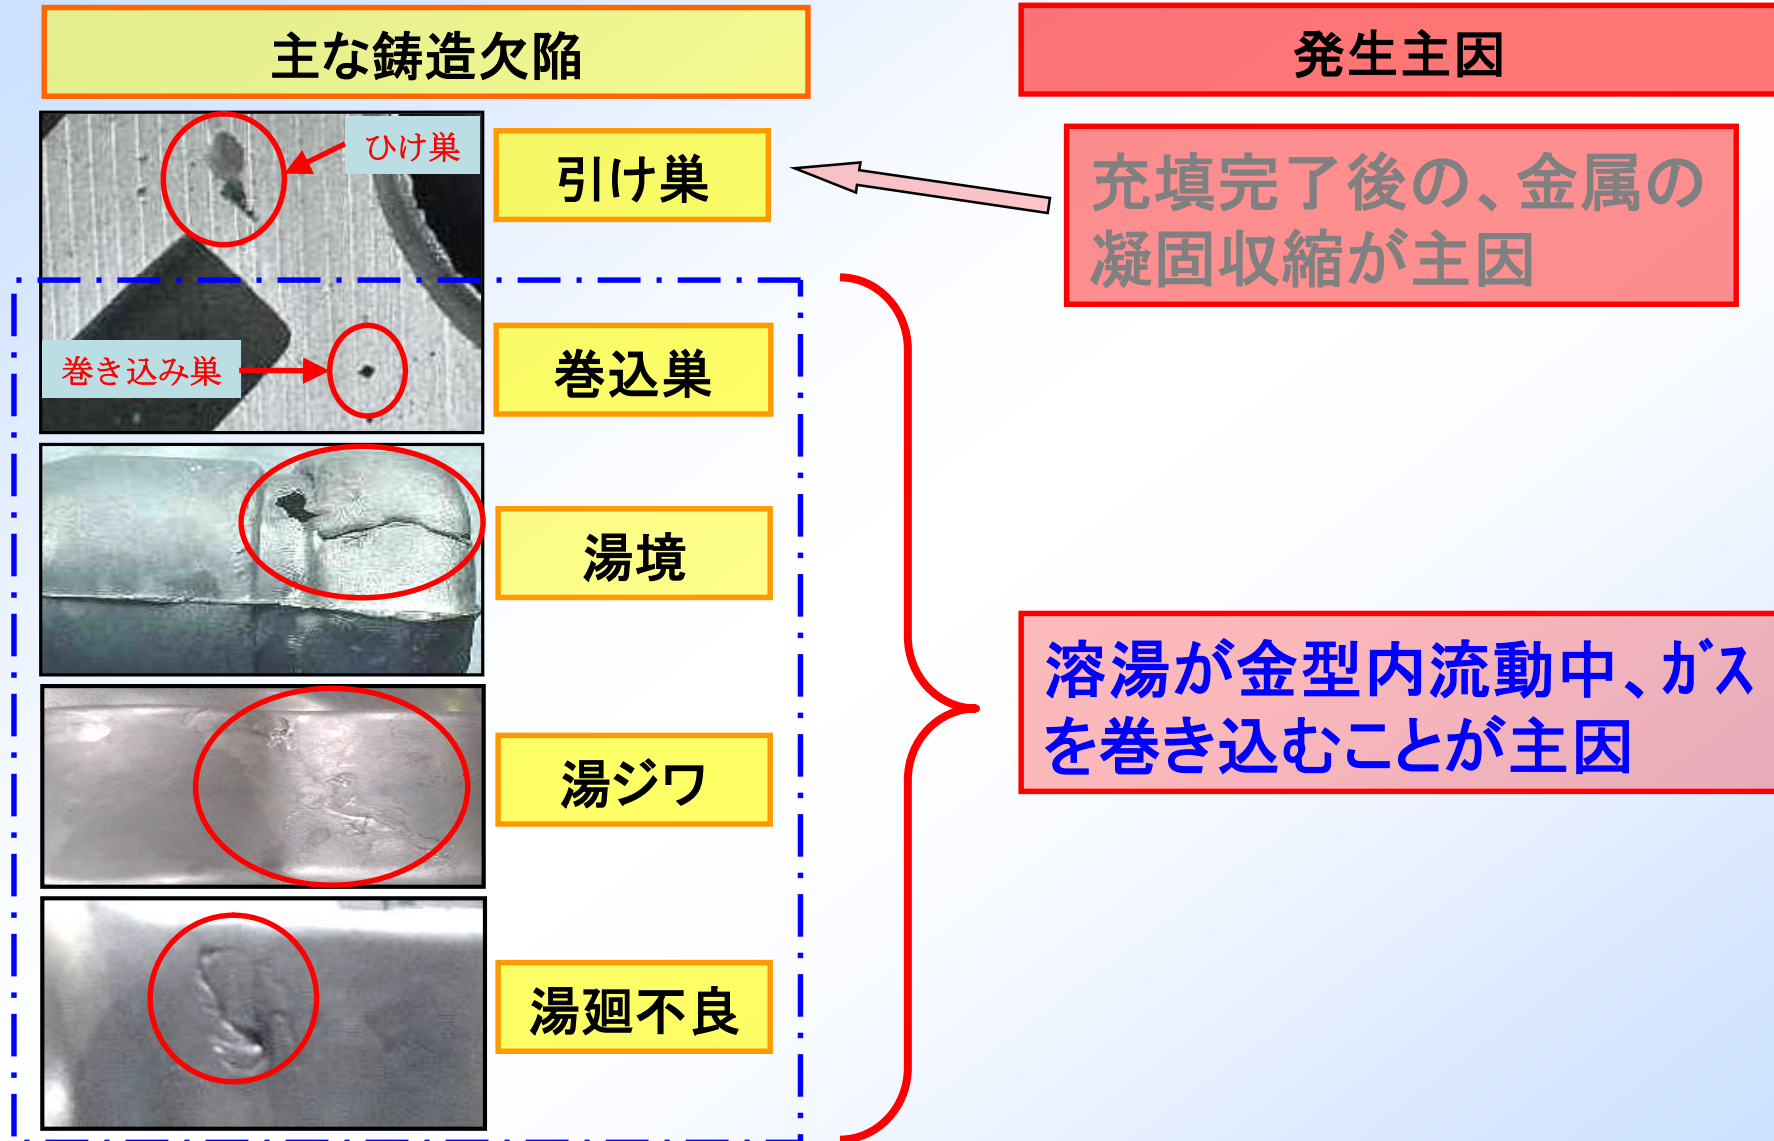 主な鋳造欠陥
発生主因
ひけ巣
引け巣
充填完了後の、金属の
凝固収縮が主因
巻き込み巣
巻込巣
湯境
溶湯が金型内流動中、ｶﾞｽ
を巻き込むことが主因
湯ジワ
湯廻不良